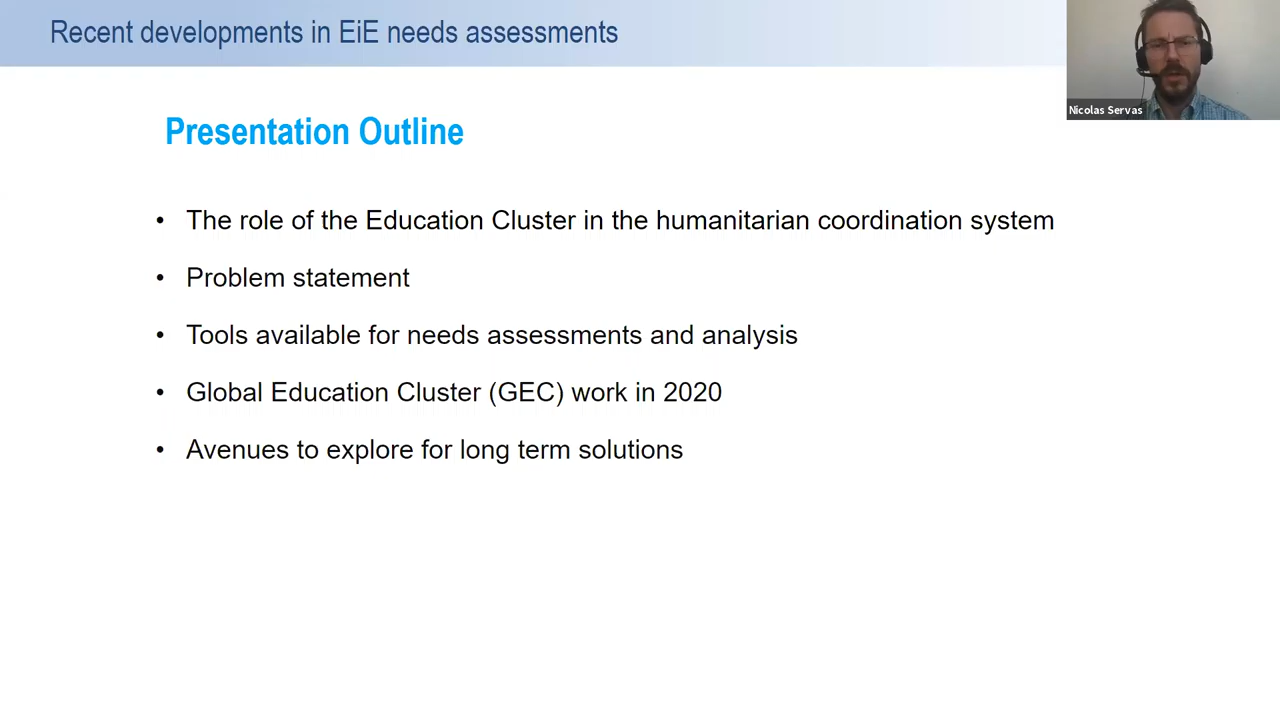 Recent developments in EiE needs assessments
Nicolas Servas
Presentation Outline
• The role of the Education Cluster in the humanitarian coordination system
• Problem statement
• Tools available for needs assessments and analysis
• Global Education Cluster (GEC) work in 2020
• Avenues to explore for long term solutions